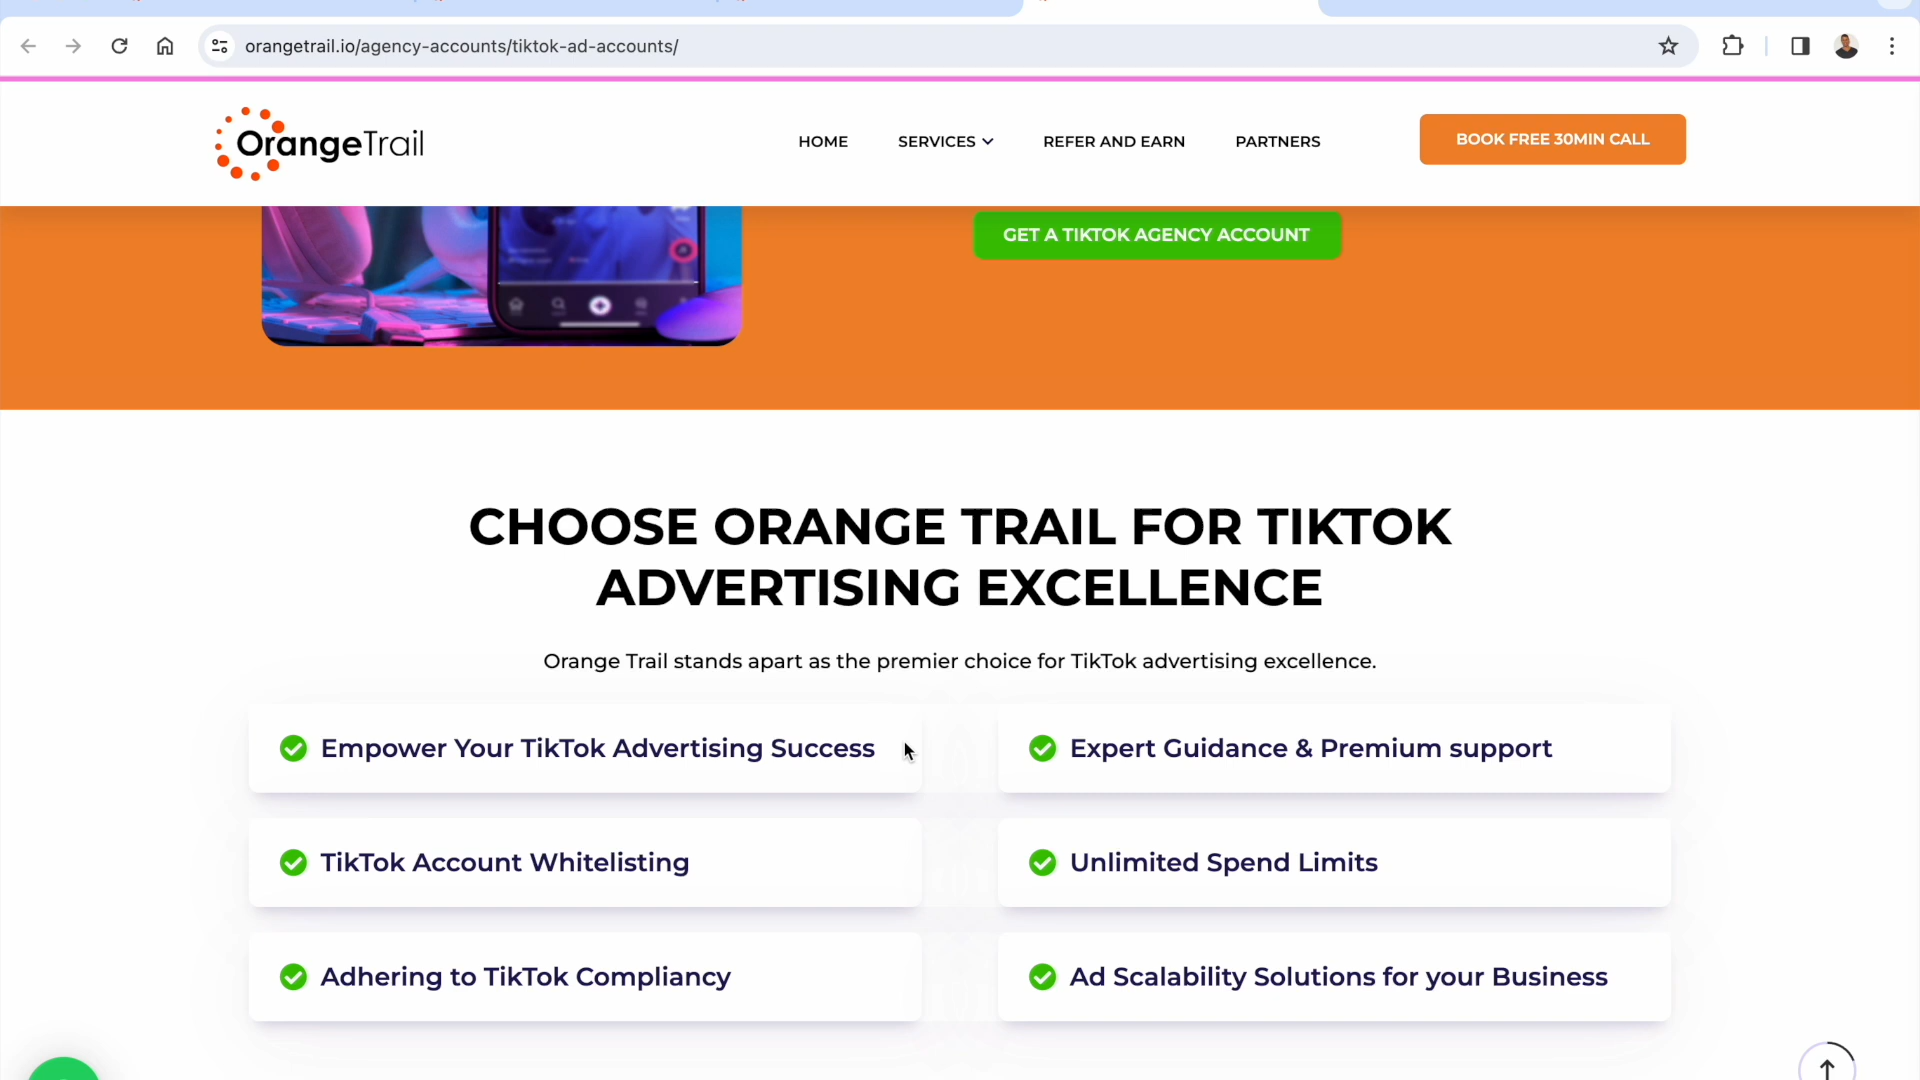 orangetrail.io/agency-accounts/tiktok-ad-accounts/
OrangeTrail
HOME
SERVICES
REFER AND EARN
PARTNERS
BOOK FREE 30MIN CALL
GET A TIKTOK AGENCY ACCOUNT
CHOOSE ORANGE TRAIL FOR TIKTOK
ADVERTISING EXCELLENCE
Orange Trail stands apart as the premier choice for TikTok advertising excellence.
Empower Your TikTok Advertising Success
Expert Guidance & Premium support
TikTok Account Whitelisting
Unlimited Spend Limits
Adhering to TikTok Compliancy
Ad Scalability Solutions for your Business